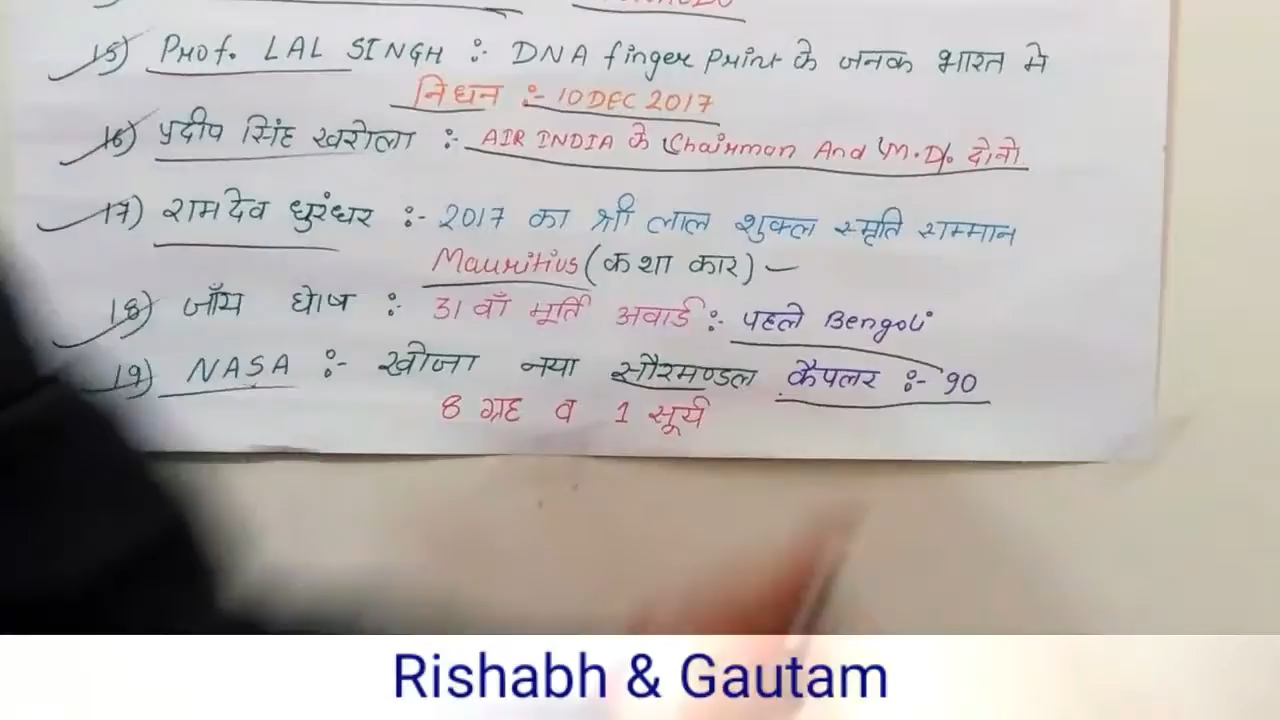 15) Prof. LAL SINGH :- DNA finger Print के जनक भारत मे
निधन :- 10 DEC 2017
16) प्रदीप सिंह खरोला :- AIR INDIA के Chairman And M.D. दोनो
17) रामदेव धुरंधर :- 2017 का श्री लाल शुक्ल स्मृति सम्मान
Mauritius (कथा कार) –
18) जॉय घोष :- 31 वाँ मूर्ति अवार्ड :- पहले Bengoli
19) NASA :- खोजा नया सौरमण्डल कैपलर :- 90
8 ग्रह व 1 सूर्य
Rishabh & Gautam